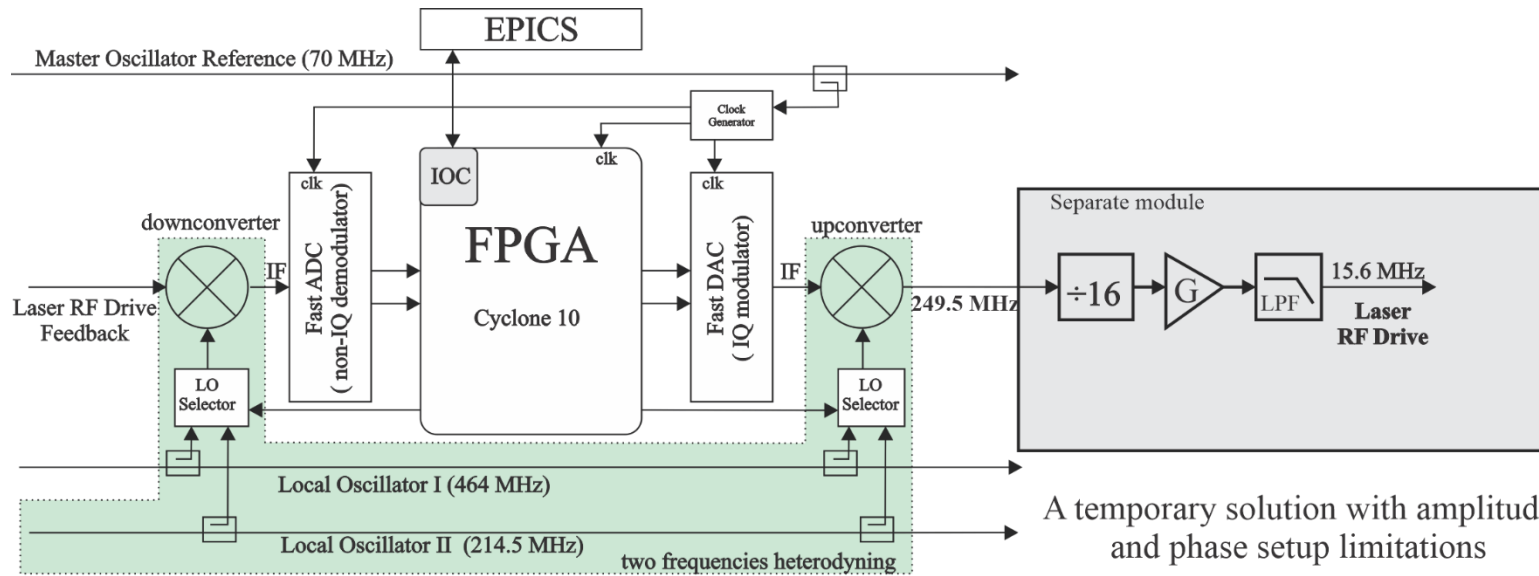 EPICS
Master Oscillator Reference (70 MHz)
Clock
Generator
clk
IOC
clk
clk
Separate module
downconverter
upconverter
FPGA
Cyclone 10
Fast ADC
( non-IQ demodulator)
Fast DAC
( IQ modulator)
IF
IF
Laser RF Drive
Feedback
249.5 MHz
÷16
G
LPF
15.6 MHz
Laser
RF Drive
LO
Selector
LO
Selector
Local Oscillator I (464 MHz)
Local Oscillator II (214.5 MHz)
two frequencies heterodyning
A temporary solution with amplitud
and phase setup limitations